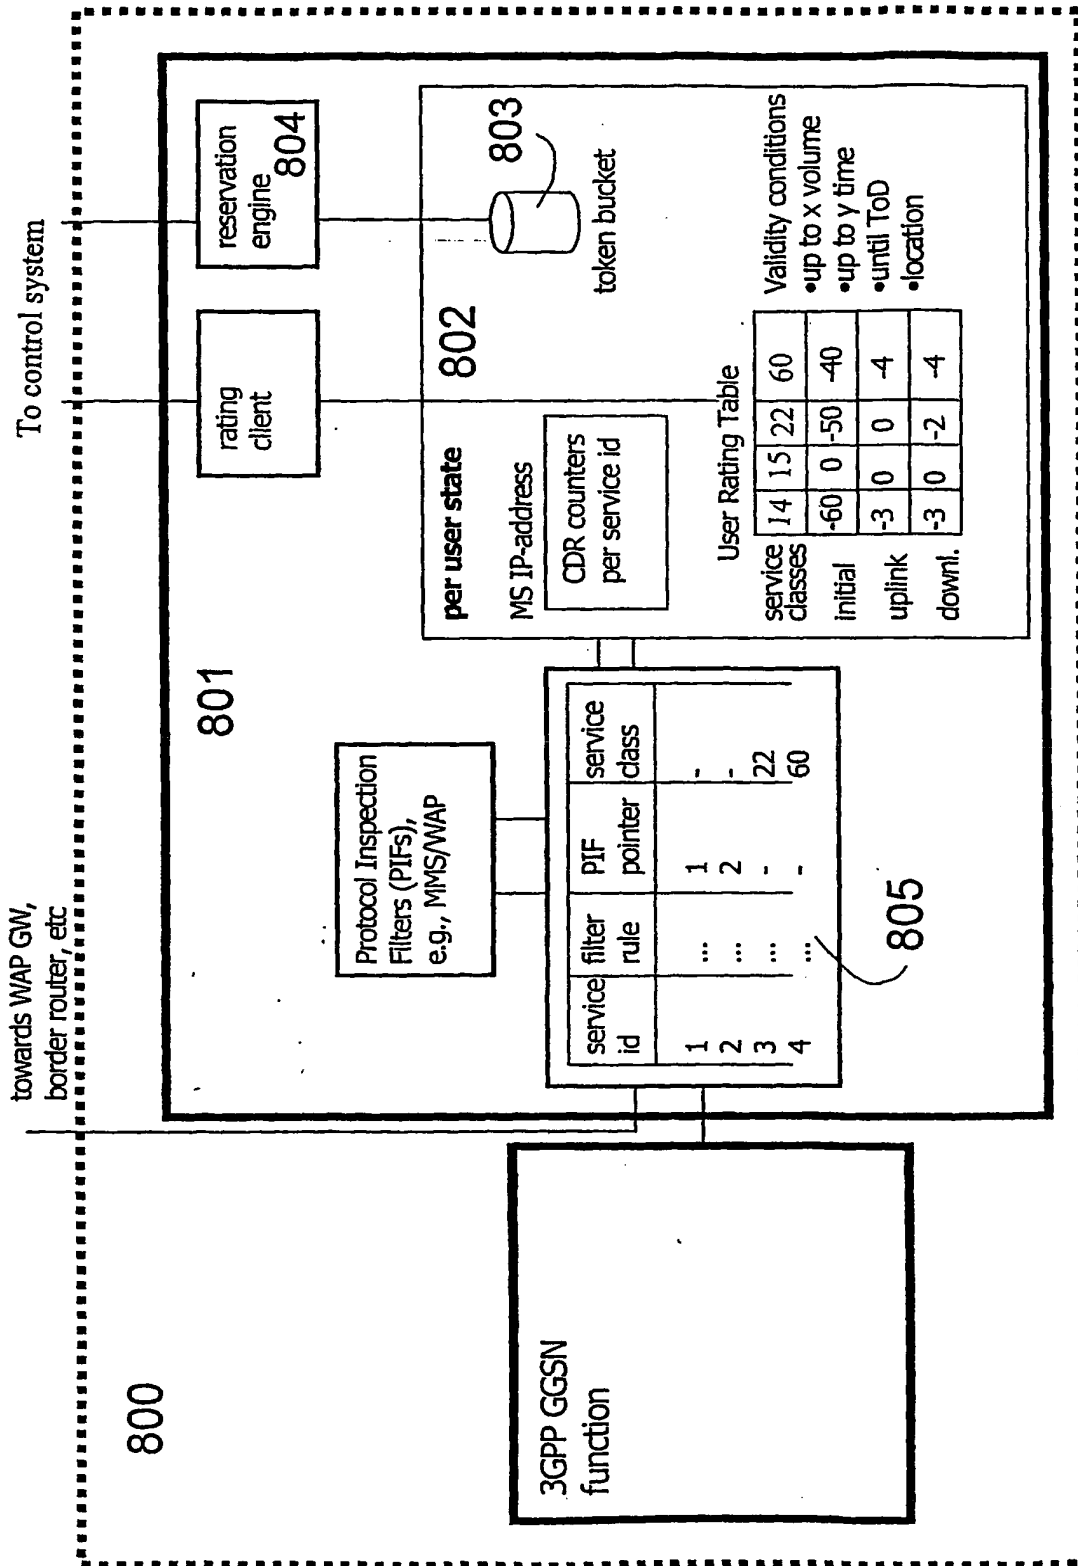 800
towards WAP GW,
border router, etc
To control system
801
3GPP GGSN
function
Protocol Inspection
Filters (PIFs),
e.g., MMS/WAP
service id | filter rule | PIF pointer | service class
1 | ... | 1 | -
2 | ... | 2 | -
3 | ... | - | 22
4 | ... | - | 60
805
rating
client
reservation
engine
804
per user state
802
MS IP-address
CDR counters
per service id
803
token bucket
User Rating Table
service classes | 14 | 15 | 22 | 60
initial | -60 | 0 | -50 | -40
uplink | -3 | 0 | 0 | -4
downl. | -3 | 0 | -2 | -4
Validity conditions
•up to x volume
•up to y time
•until ToD
•location